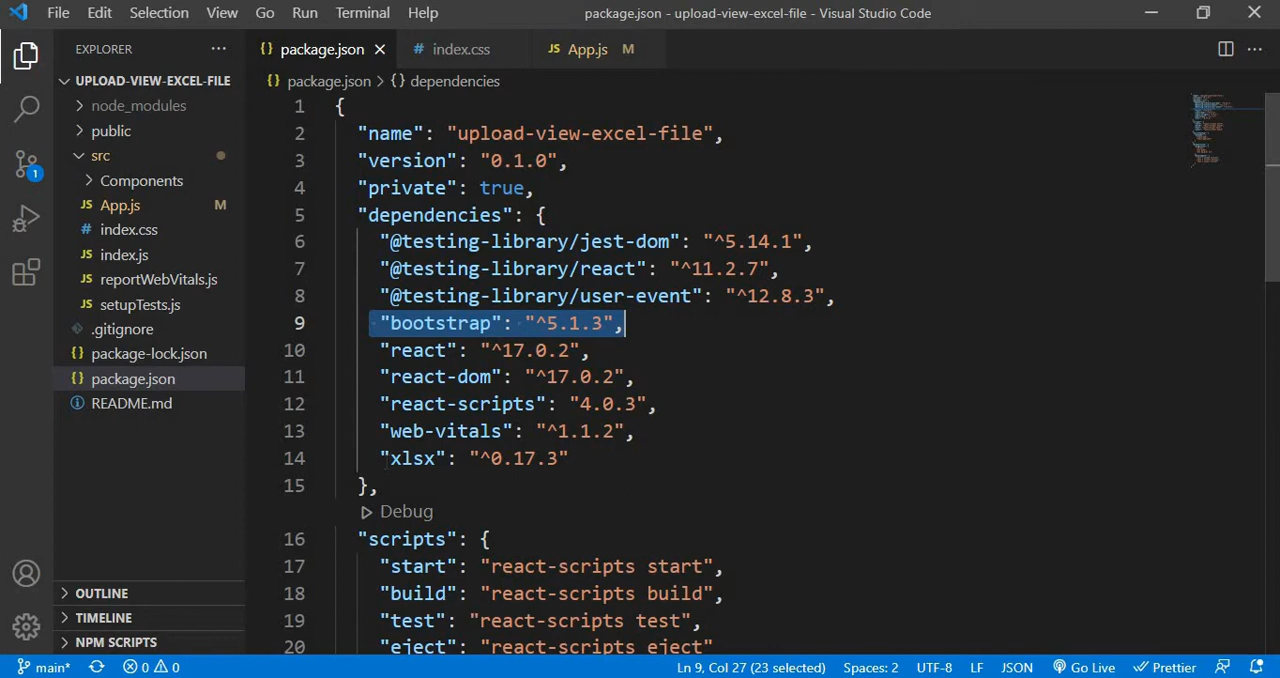 File Edit Selection View Go Run Terminal Help
package.json - upload-view-excel-file - Visual Studio Code
EXPLORER
UPLOAD-VIEW-EXCEL-FILE
node_modules
public
src
Components
JS App.js M
# index.css
JS index.js
JS reportWebVitals.js
JS setupTests.js
.gitignore
{} package-lock.json
{} package.json
README.md
OUTLINE
TIMELINE
NPM SCRIPTS
1
{} package.json # index.css JS App.js M
{} package.json > {} dependencies
1 {
2 "name": "upload-view-excel-file",
3 "version": "0.1.0",
4 "private": true,
5 "dependencies": {
6 "@testing-library/jest-dom": "^5.14.1",
7 "@testing-library/react": "^11.2.7",
8 "@testing-library/user-event": "^12.8.3",
9 "bootstrap": "^5.1.3",
10 "react": "^17.0.2",
11 "react-dom": "^17.0.2",
12 "react-scripts": "4.0.3",
13 "web-vitals": "^1.1.2",
14 "xlsx": "^0.17.3"
15 },
Debug
16 "scripts": {
17 "start": "react-scripts start",
18 "build": "react-scripts build",
19 "test": "react-scripts test",
20 "eject": "react-scripts eject"
main* 0 0 Ln 9, Col 27 (23 selected) Spaces: 2 UTF-8 LF JSON Go Live Prettier